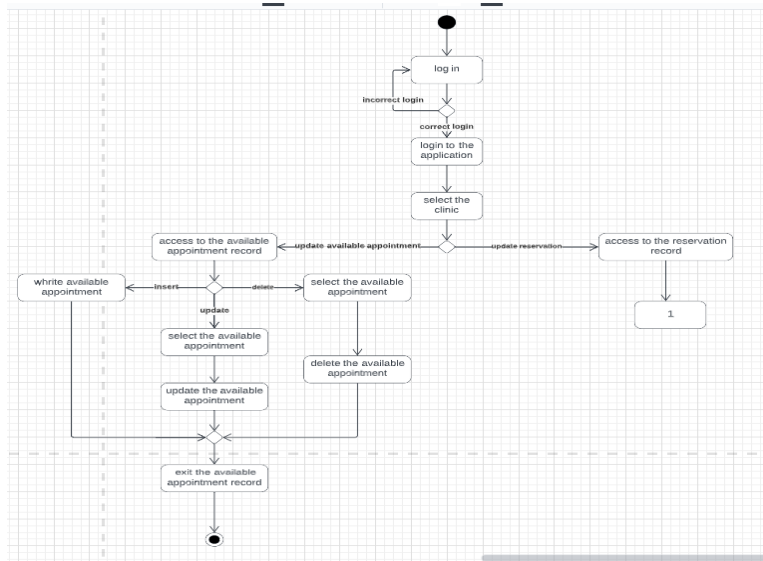 log in
incorrect login
correct login
login to the
application
select the
clinic
access to the available
appointment record
update available appointment
update reservation
access to the reservation
record
whrite available
appointment
insert
delete
select the available
appointment
1
update
select the available
appointment
delete the available
appointment
update the available
appointment
exit the available
appointment record